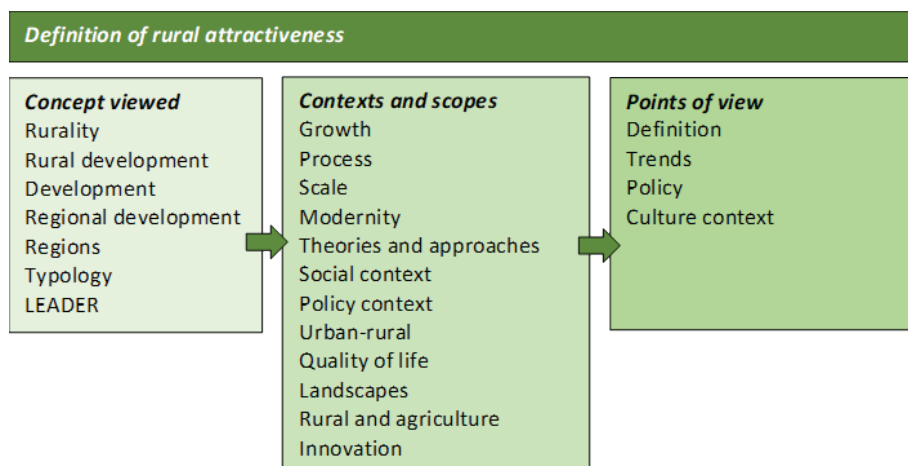 Definition of rural attractiveness
Concept viewed
Rurality
Rural development
Development
Regional development
Regions
Typology
LEADER
Contexts and scopes
Growth
Process
Scale
Modernity
Theories and approaches
Social context
Policy context
Urban-rural
Quality of life
Landscapes
Rural and agriculture
Innovation
Points of view
Definition
Trends
Policy
Culture context